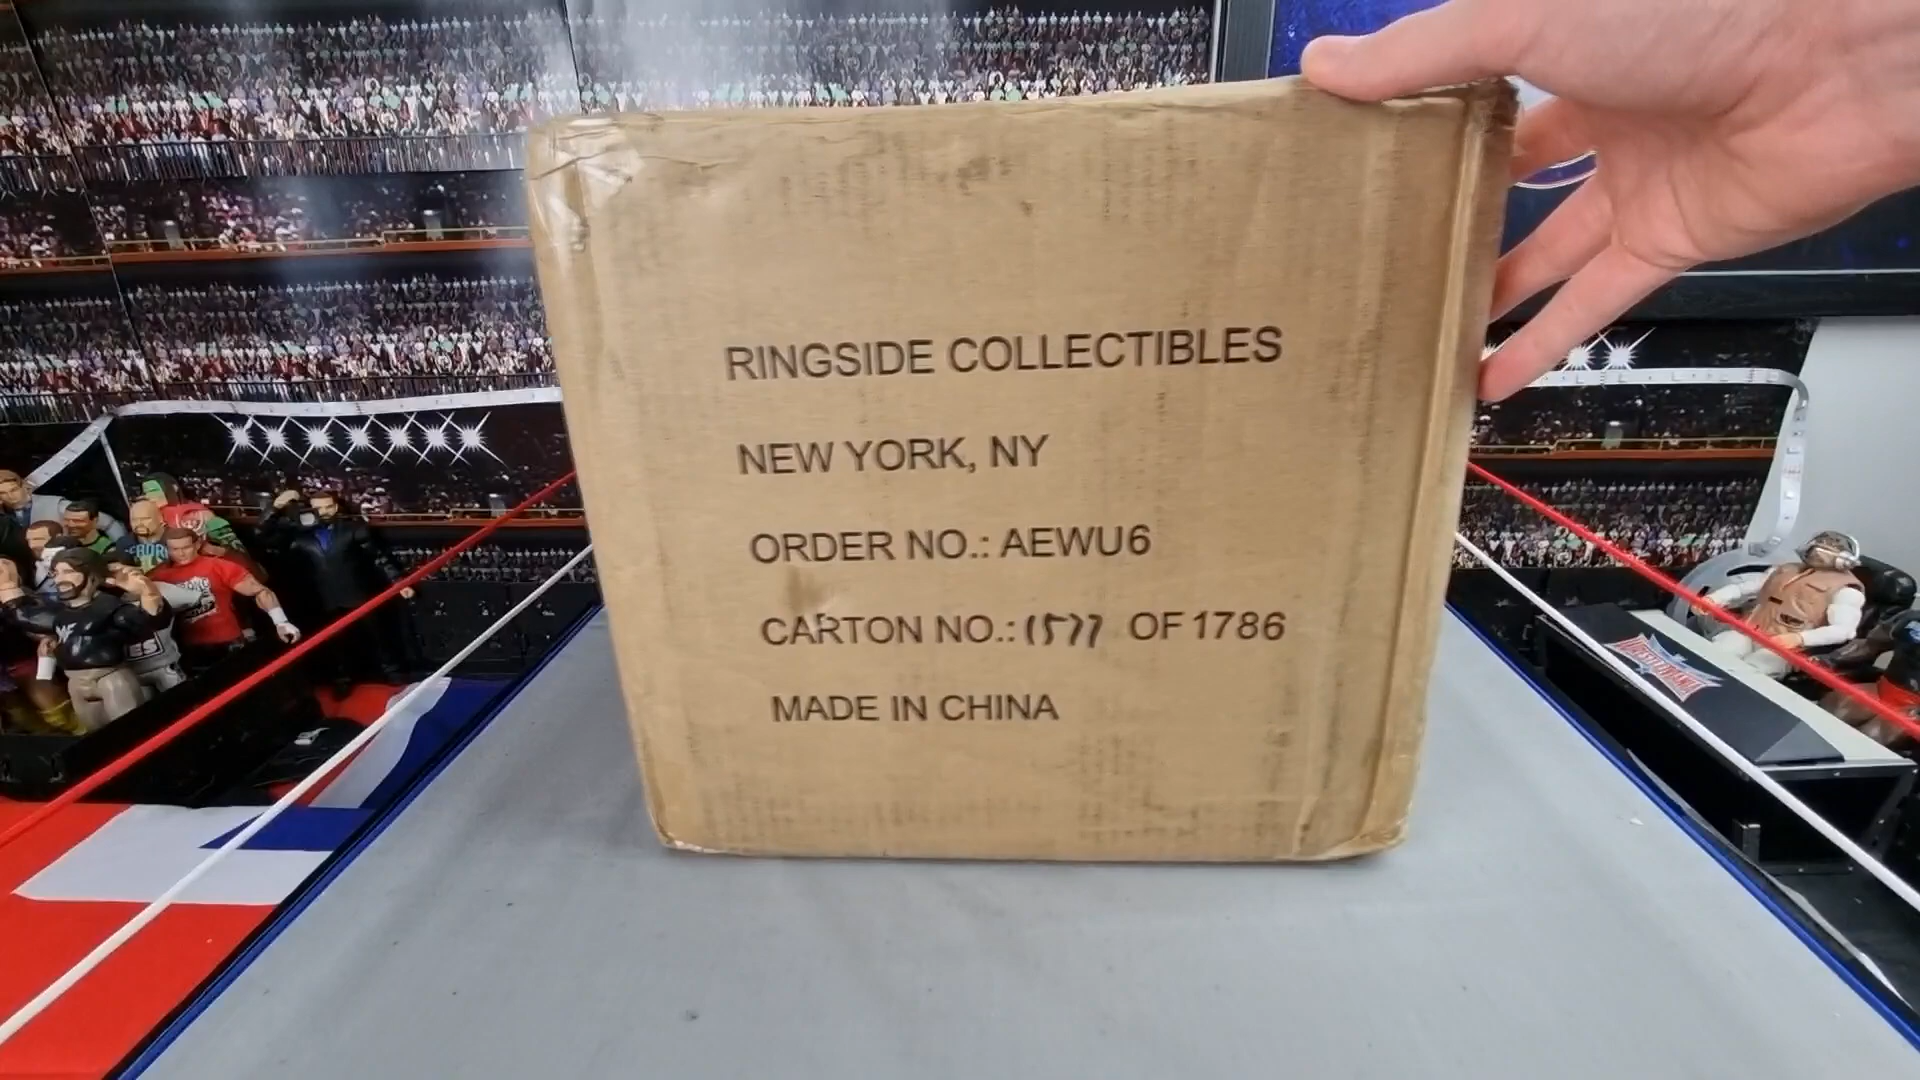 RINGSIDE COLLECTIBLES
NEW YORK, NY
ORDER NO.: AEWU6
CARTON NO.: 1577 OF 1786
MADE IN CHINA